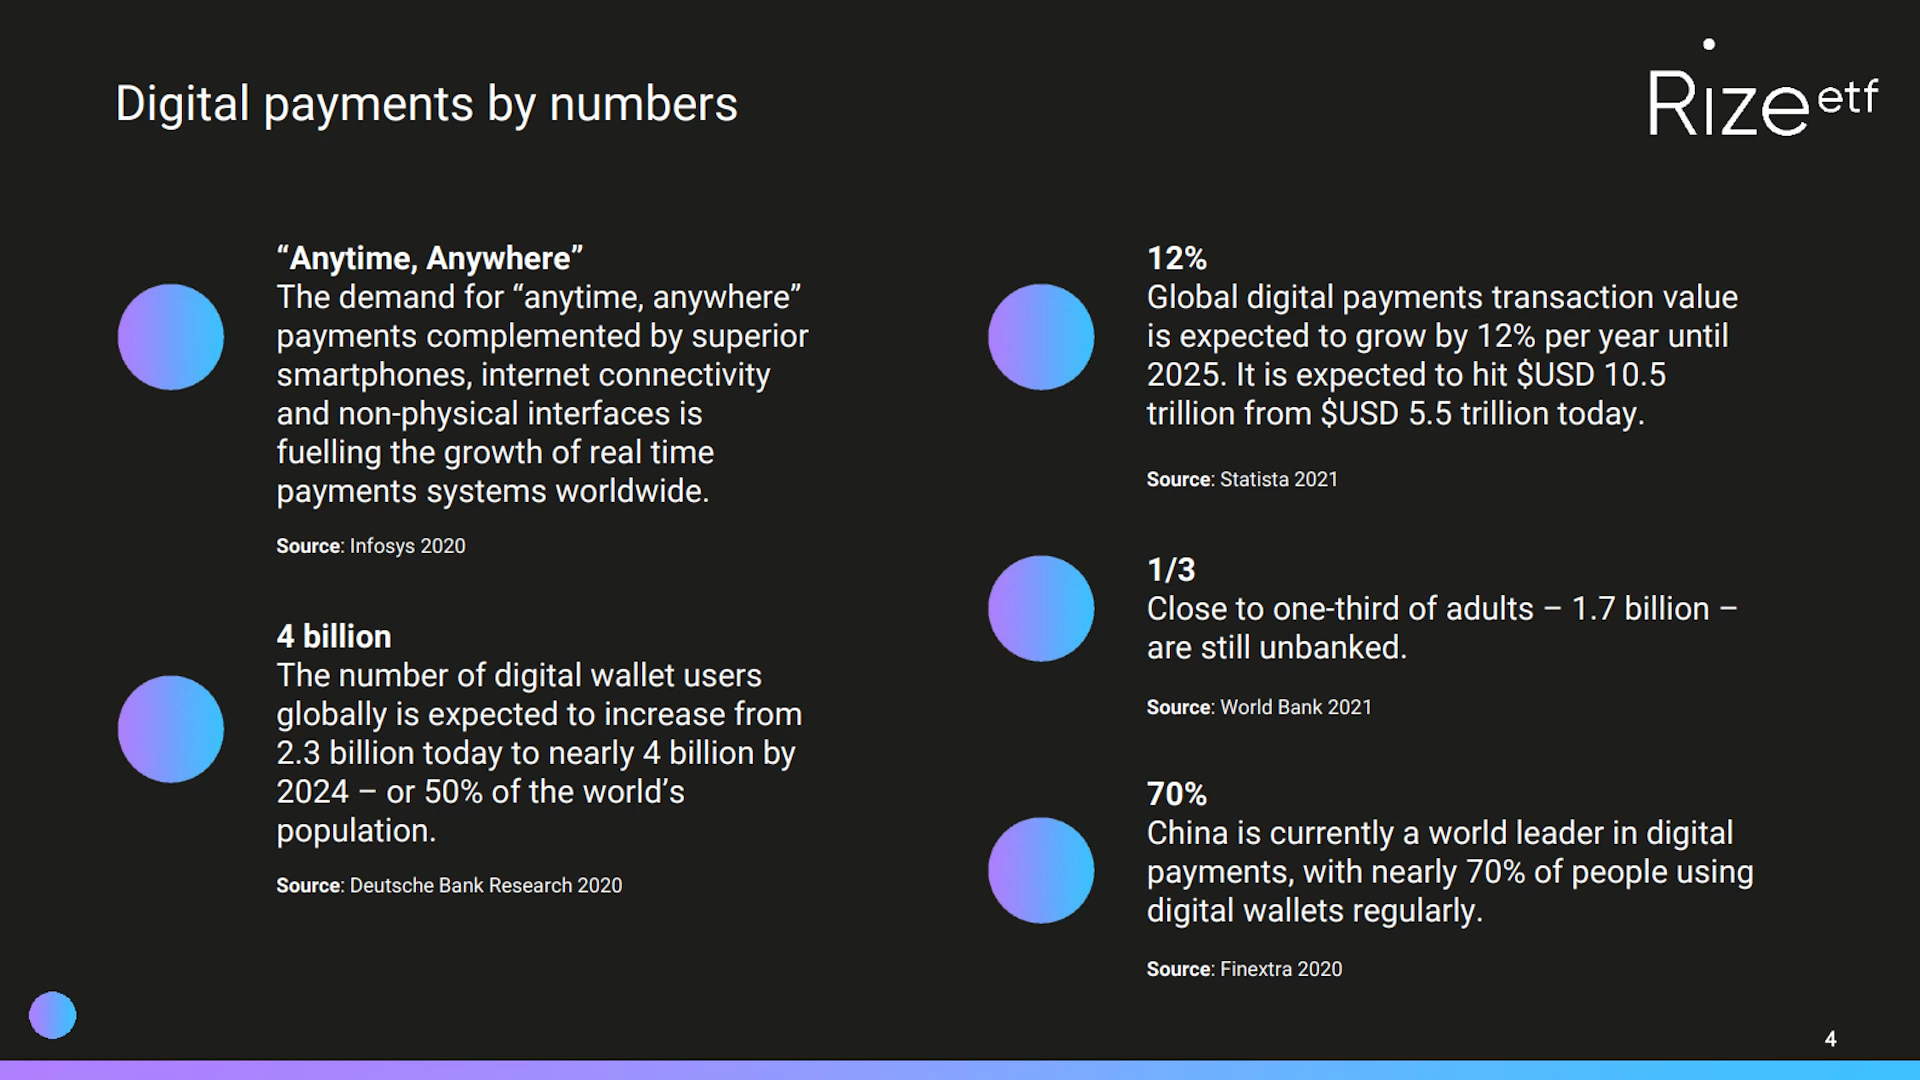 Digital payments by numbers
Rize etf
“Anytime, Anywhere”
The demand for “anytime, anywhere”
payments complemented by superior
smartphones, internet connectivity
and non-physical interfaces is
fuelling the growth of real time
payments systems worldwide.
Source: Infosys 2020
4 billion
The number of digital wallet users
globally is expected to increase from
2.3 billion today to nearly 4 billion by
2024 – or 50% of the world’s
population.
Source: Deutsche Bank Research 2020
12%
Global digital payments transaction value
is expected to grow by 12% per year until
2025. It is expected to hit $USD 10.5
trillion from $USD 5.5 trillion today.
Source: Statista 2021
1/3
Close to one-third of adults – 1.7 billion –
are still unbanked.
Source: World Bank 2021
70%
China is currently a world leader in digital
payments, with nearly 70% of people using
digital wallets regularly.
Source: Finextra 2020
4